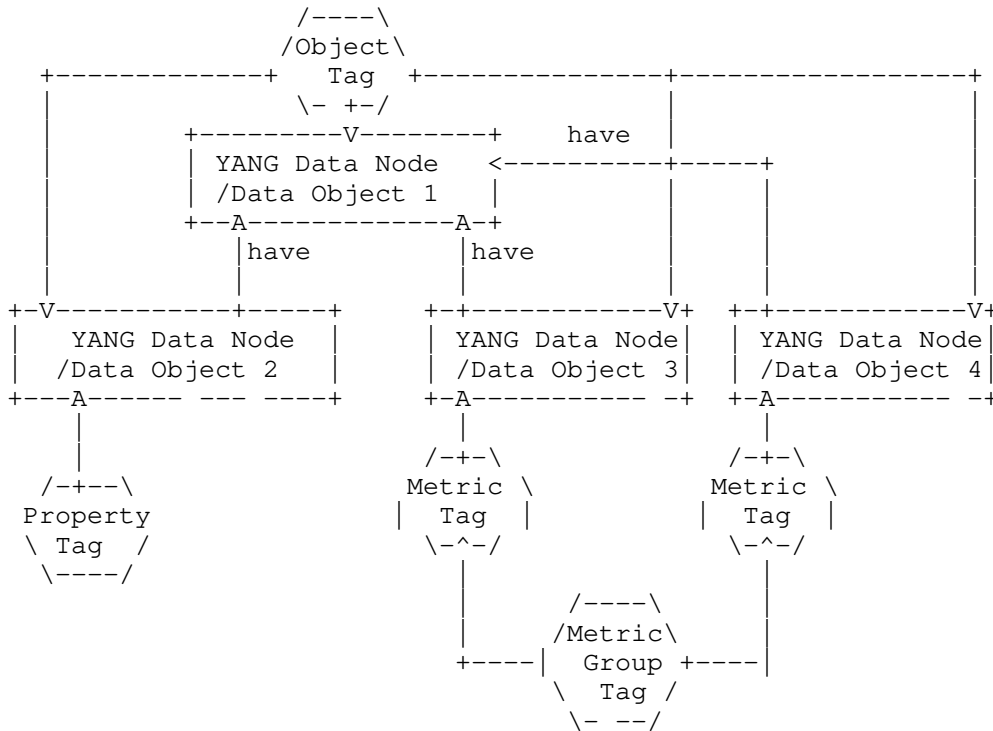 Object
Tag
have
YANG Data Node
/Data Object 1
have
have
YANG Data Node
/Data Object 2
YANG Data Node
/Data Object 3
YANG Data Node
/Data Object 4
Property
Tag
Metric
Tag
Metric
Tag
Metric
Group
Tag